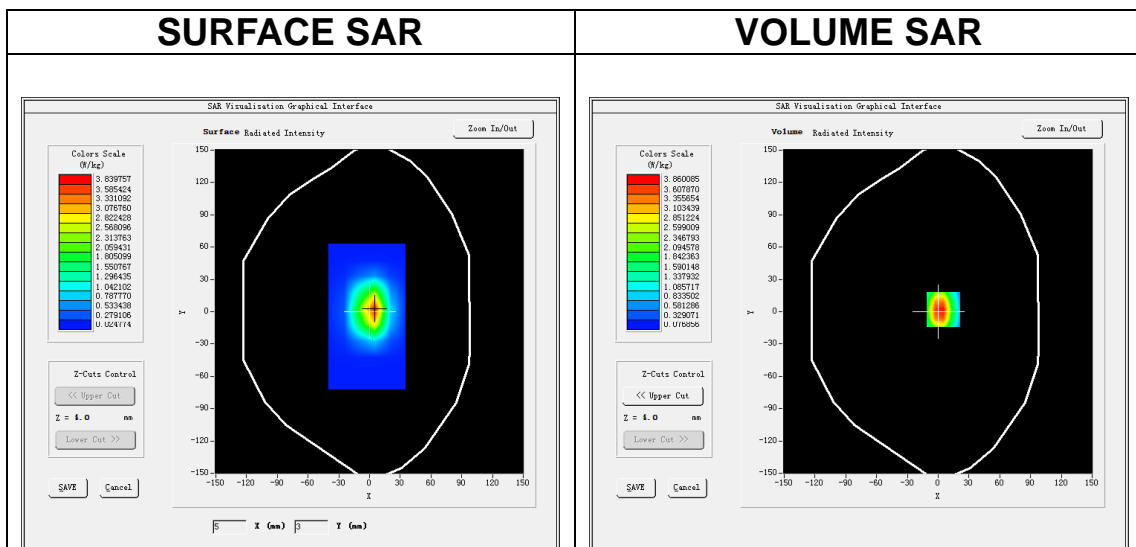 SURFACE SAR
VOLUME SAR
SAR Visualisation Graphical Interface
Surface Radiated Intensity
Zoom In/Out
Colors Scale
(W/kg)
3.839757
3.585424
3.331092
3.076760
2.822428
2.568096
2.313763
2.059431
1.805099
1.550767
1.296435
1.042102
0.787770
0.533438
0.279106
0.024774
Z-Cuts Control
<< Upper Cut
Z = 4.0 mm
Lower Cut >>
SAVE
Cancel
150
120
90
60
30
0
-30
-60
-90
-120
-150
Y
-150 -120 -90 -60 -30 0 30 60 90 120 150
X
5 X (mm) 3 Y (mm)
SAR Visualisation Graphical Interface
Volume Radiated Intensity
Zoom In/Out
Colors Scale
(W/kg)
3.860085
3.607870
3.355654
3.103439
2.851224
2.599009
2.346793
2.094578
1.842363
1.590148
1.337932
1.085717
0.833502
0.581286
0.329071
0.076856
Z-Cuts Control
<< Upper Cut
Z = 4.0 mm
Lower Cut >>
SAVE
Cancel
150
120
90
60
30
0
-30
-60
-90
-120
-150
Y
-150 -120 -90 -60 -30 0 30 60 90 120 150
X